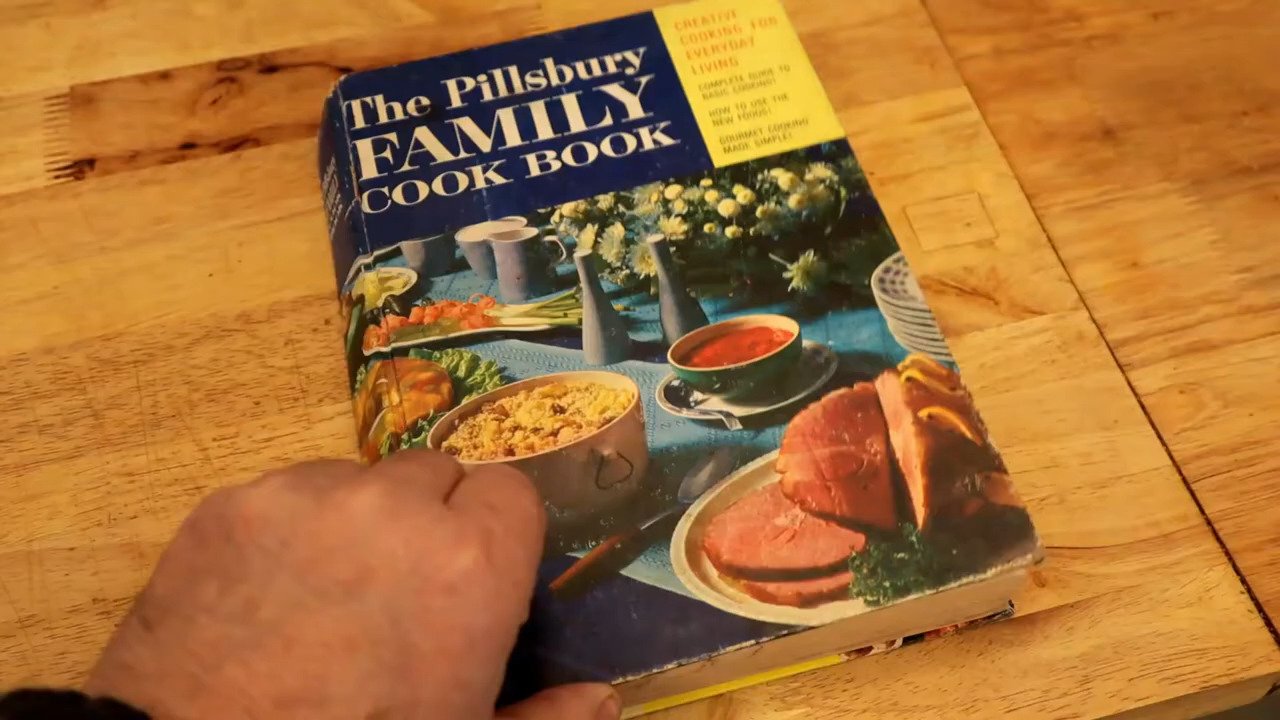 The Pillsbury
FAMILY
COOK BOOK
CREATIVE
COOKING FOR
EVERYDAY
LIVING
COMPLETE GUIDE TO
BASIC COOKING!
HOW TO USE THE
NEW FOODS!
GOURMET COOKING
MADE SIMPLE!